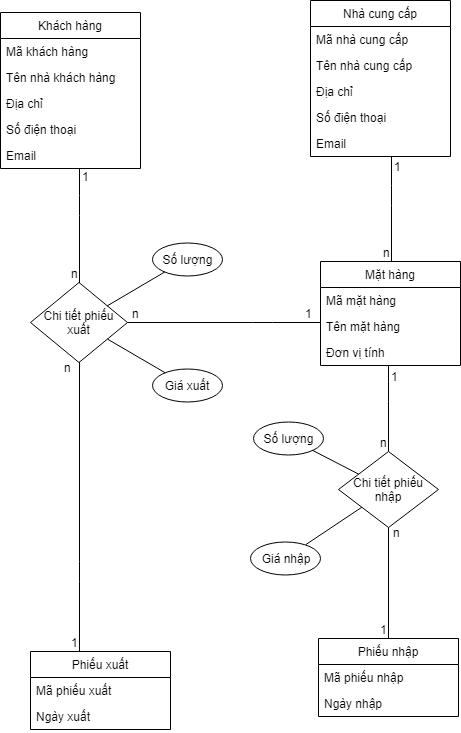 Khách hàng
Mã khách hàng
Tên nhà khách hàng
Địa chỉ
Số điện thoại
Email
Nhà cung cấp
Mã nhà cung cấp
Tên nhà cung cấp
Địa chỉ
Số điện thoại
Email
1
1
n
n
Số lượng
Chi tiết phiếu
xuất
n
1
n
Giá xuất
Mặt hàng
Mã mặt hàng
Tên mặt hàng
Đơn vị tính
1
n
Số lượng
Chi tiết phiếu
nhập
n
Giá nhập
1
1
Phiếu xuất
Mã phiếu xuất
Ngày xuất
Phiếu nhập
Mã phiếu nhập
Ngày nhập